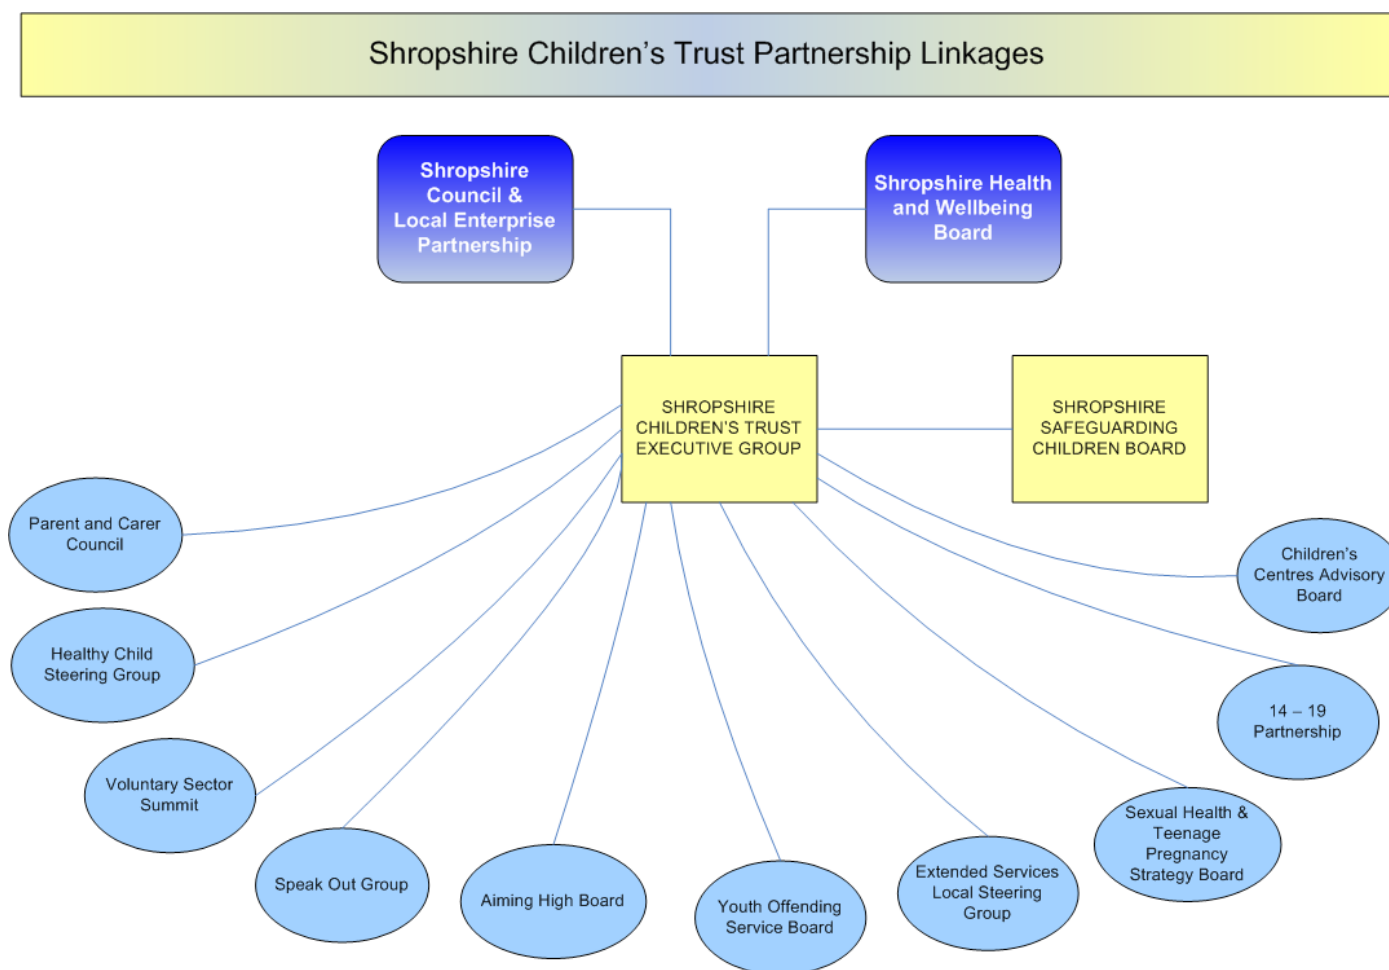 Shropshire Children’s Trust Partnership Linkages
Shropshire
Council &
Local Enterprise
Partnership
Shropshire Health
and Wellbeing
Board
SHROPSHIRE
CHILDREN’S TRUST
EXECUTIVE GROUP
SHROPSHIRE
SAFEGUARDING
CHILDREN BOARD
Parent and Carer
Council
Healthy Child
Steering Group
Voluntary Sector
Summit
Speak Out Group
Aiming High Board
Youth Offending
Service Board
Extended Services
Local Steering
Group
Sexual Health &
Teenage
Pregnancy
Strategy Board
14 – 19
Partnership
Children’s
Centres Advisory
Board